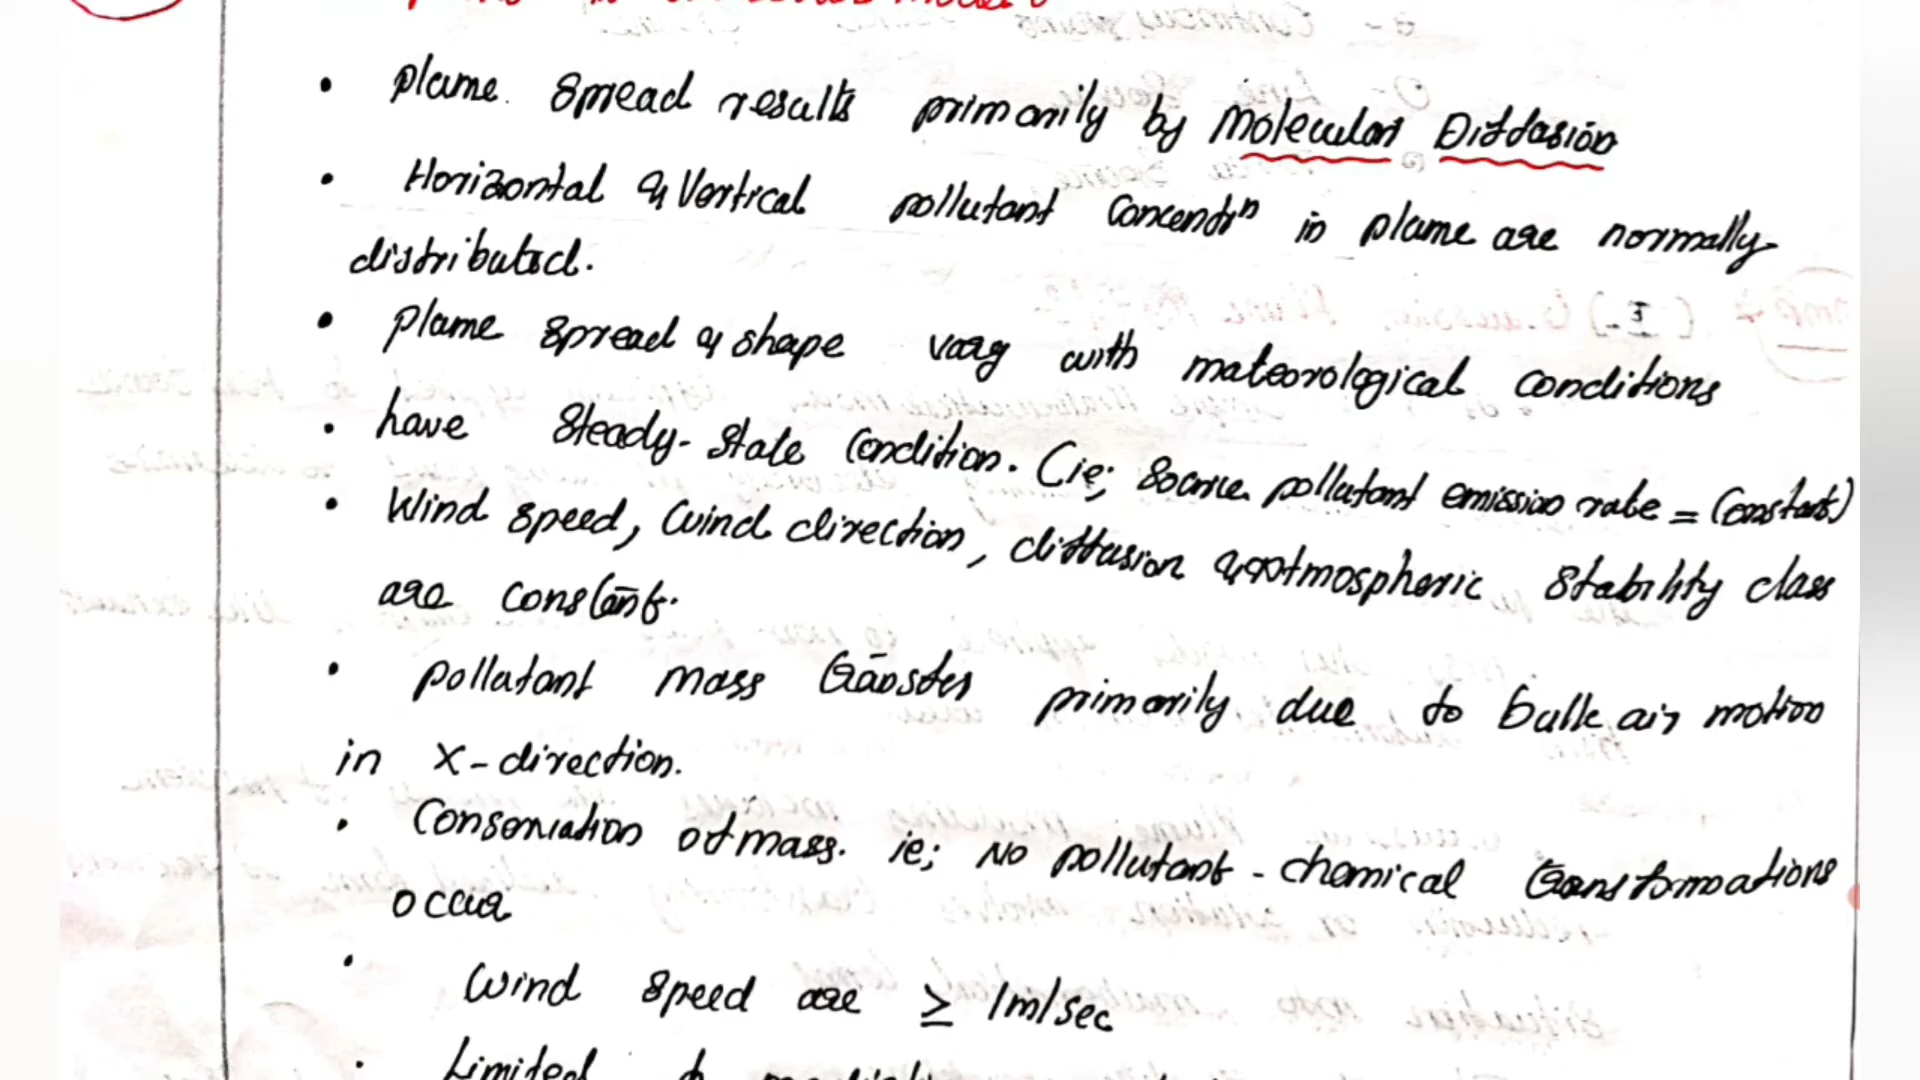 • plume spread results primarily by Molecular Diffusion
• Horizontal & Vertical pollutant Concentrⁿ in plume are normally
distributed.
• plume spread & shape vary with meteorological conditions
• have Steady-State Condition. (ie; Source pollutant emission rate = Constant)
• Wind speed, wind direction, diffusion & atmospheric stability class
are constant.
• pollutant mass transfer primarily due to bulk air motion
in X-direction.
• Conservation of mass. ie; No pollutant-chemical transformations
occur
• Wind speed are ≥ 1m/sec
• Limited